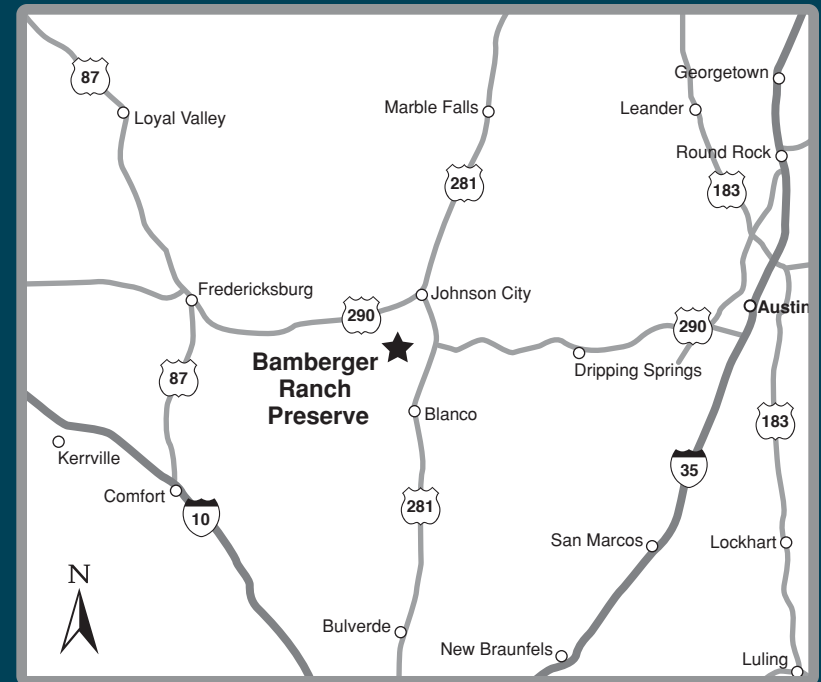 Georgetown
87
Loyal Valley
Marble Falls
Leander
Round Rock
281
183
Fredericksburg
Johnson City
290
Austin
290
Bamberger
Ranch
Preserve
Dripping Springs
87
Blanco
183
Kerrville
35
Comfort
10
281
San Marcos
Lockhart
N
Bulverde
New Braunfels
Luling